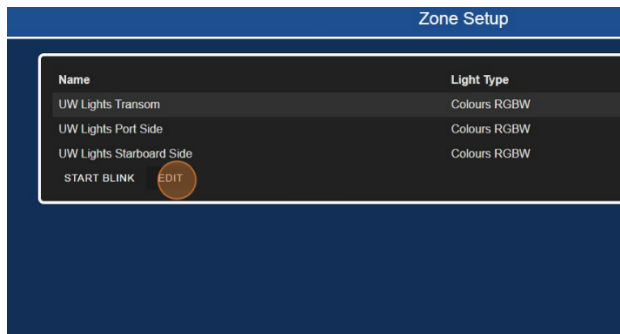 Zone Setup
Name Light Type
UW Lights Transom Colours RGBW
UW Lights Port Side Colours RGBW
UW Lights Starboard Side Colours RGBW
START BLINK EDIT